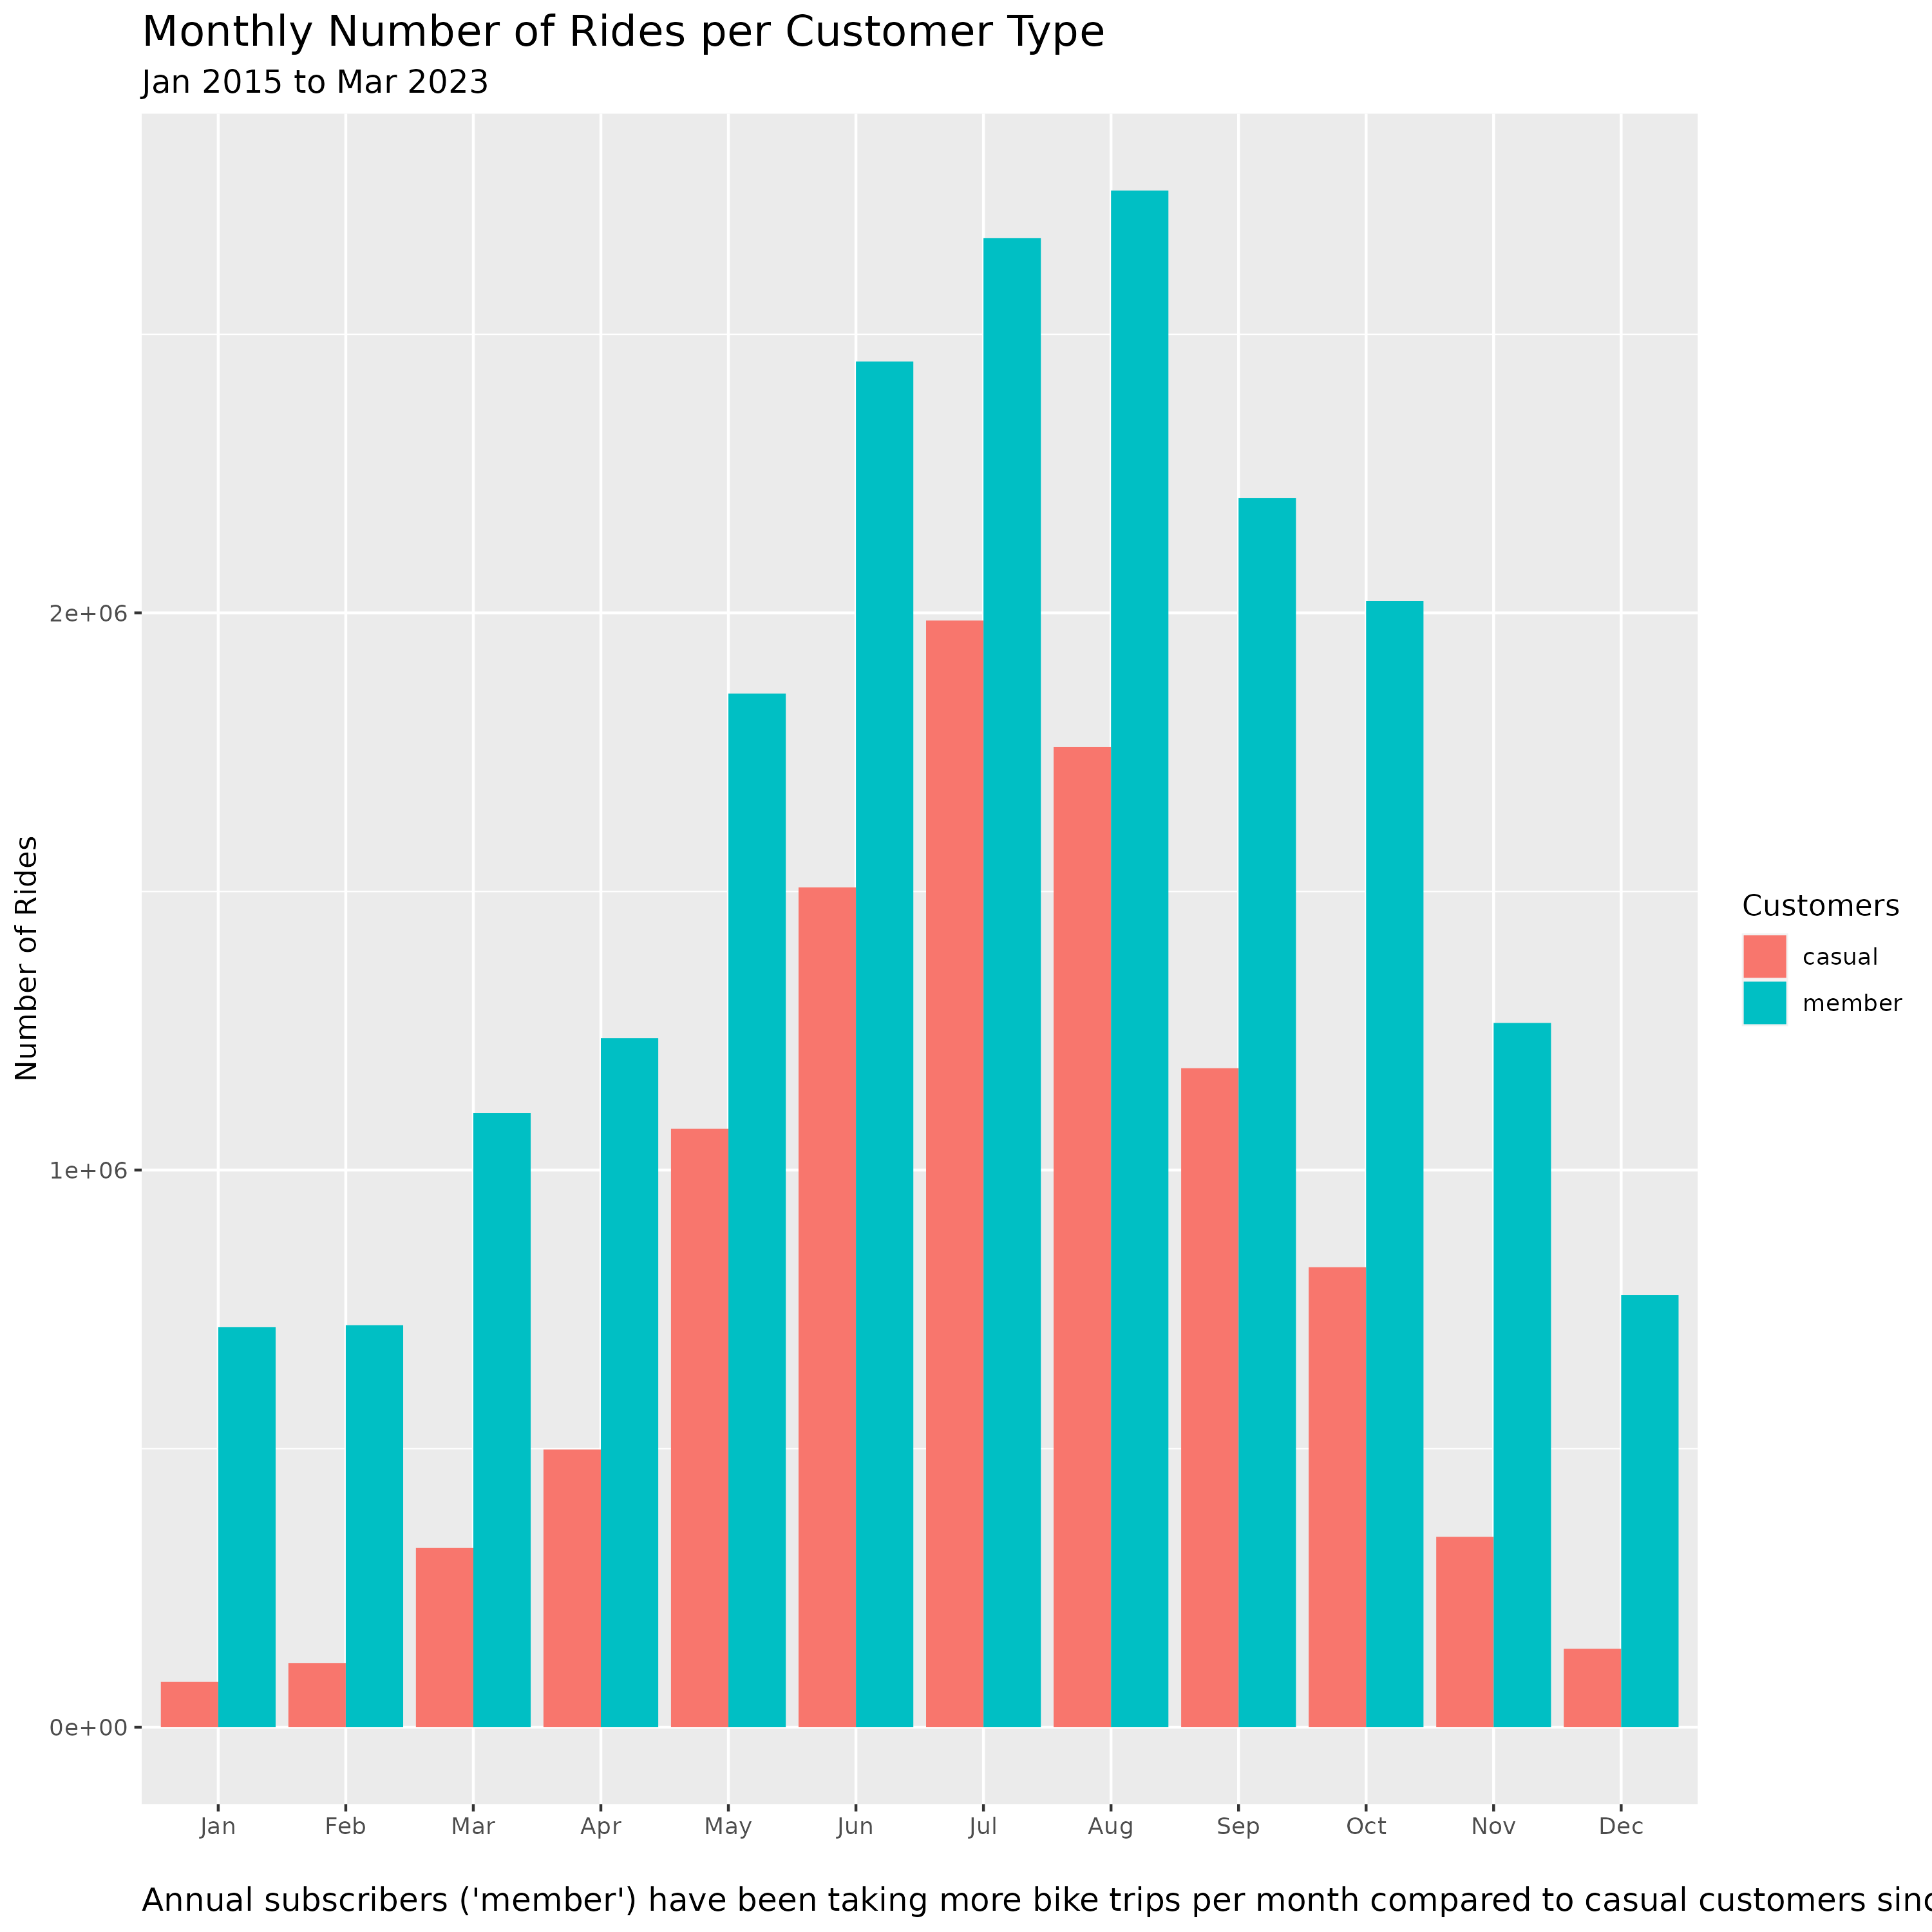 Monthly Number of Rides per Customer Type
Jan 2015 to Mar 2023
Number of Rides
2e+06
1e+06
0e+00
Jan Feb Mar Apr May Jun Jul Aug Sep Oct Nov Dec
Customers
casual
member
Annual subscribers ('member') have been taking more bike trips per month compared to casual customers